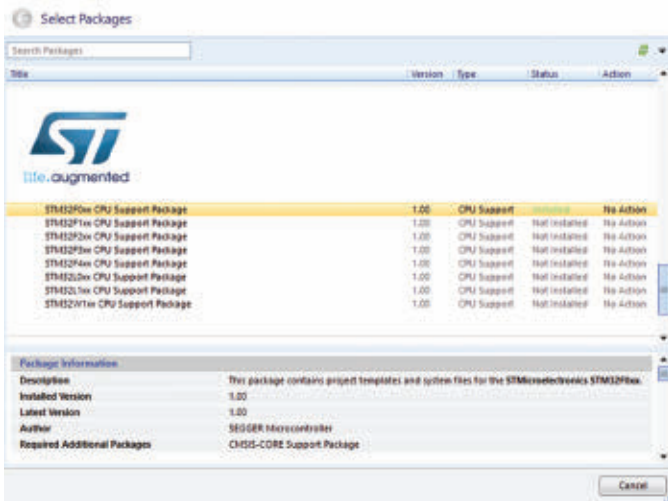 Select Packages
Search Packages
Title Version Type Status Action
ST
life.augmented
STM32F0xx CPU Support Package 1.00 CPU Support Installed No Action
STM32F1xx CPU Support Package 1.00 CPU Support Not Installed No Action
STM32F2xx CPU Support Package 1.00 CPU Support Not Installed No Action
STM32F3xx CPU Support Package 1.00 CPU Support Not Installed No Action
STM32F4xx CPU Support Package 1.00 CPU Support Not Installed No Action
STM32L0xx CPU Support Package 1.00 CPU Support Not Installed No Action
STM32L1xx CPU Support Package 1.00 CPU Support Not Installed No Action
STM32W1xx CPU Support Package 1.00 CPU Support Not Installed No Action
Package Information
Description This package contains project templates and system files for the STMicroelectronics STM32F0xx.
Installed Version 1.00
Latest Version 1.00
Author SEGGER Microcontroller
Required Additional Packages CMSIS-CORE Support Package
Cancel